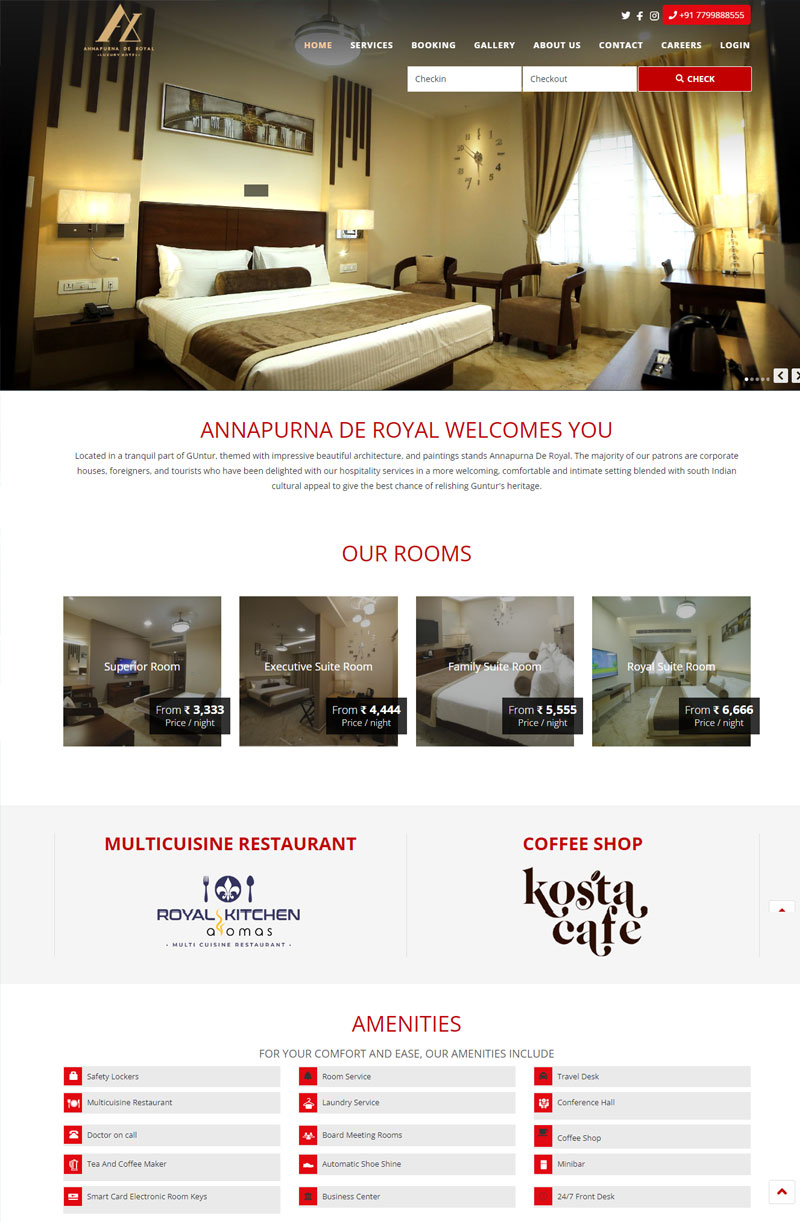 +91 7799888555
ANNAPURNA DE ROYAL
LUXURY HOTEL
HOME SERVICES BOOKING GALLERY ABOUT US CONTACT CAREERS LOGIN
Checkin Checkout CHECK
ANNAPURNA DE ROYAL WELCOMES YOU
Located in a tranquil part of GUntur, themed with impressive beautiful architecture, and paintings stands Annapurna De Royal. The majority of our patrons are corporate
houses, foreigners, and tourists who have been delighted with our hospitality services in a more welcoming, comfortable and intimate setting blended with south Indian
cultural appeal to give the best chance of relishing Guntur's heritage.
OUR ROOMS
Superior Room
From ₹ 3,333
Price / night
Executive Suite Room
From ₹ 4,444
Price / night
Family Suite Room
From ₹ 5,555
Price / night
Royal Suite Room
From ₹ 6,666
Price / night
MULTICUISINE RESTAURANT
ROYAL KITCHEN
aromas
• MULTI CUISINE RESTAURANT •
COFFEE SHOP
kosta
cafe
AMENITIES
FOR YOUR COMFORT AND EASE, OUR AMENITIES INCLUDE
Safety Lockers Room Service Travel Desk
Multicuisine Restaurant Laundry Service Conference Hall
Doctor on call Board Meeting Rooms Coffee Shop
Tea And Coffee Maker Automatic Shoe Shine Minibar
Smart Card Electronic Room Keys Business Center 24/7 Front Desk